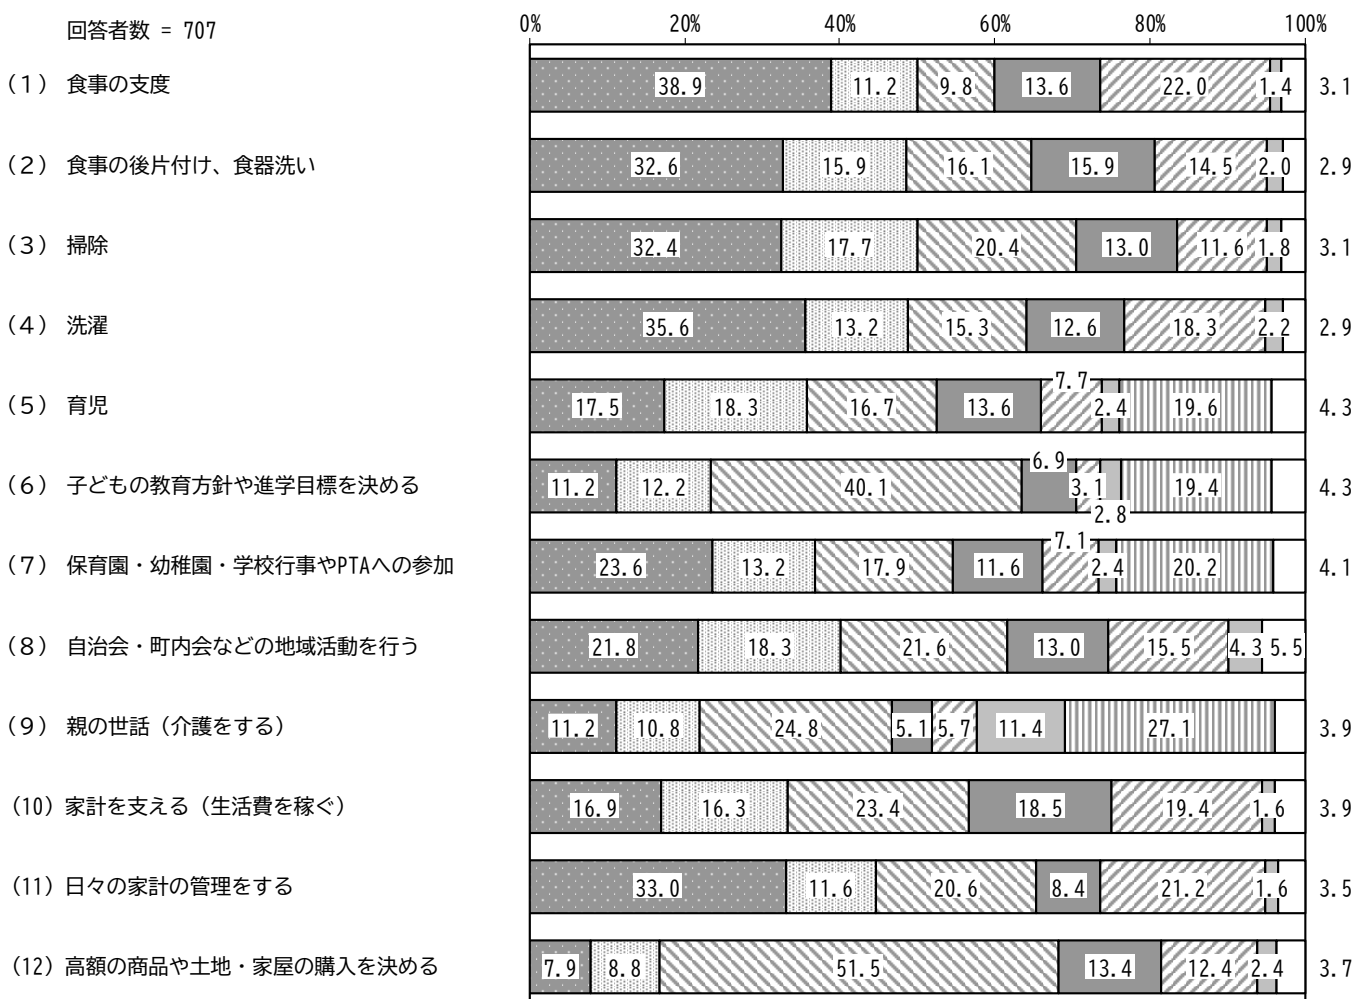 回答者数 = 707
0% 20% 40% 60% 80% 100%
（1） 食事の支度 38.9 11.2 9.8 13.6 22.0 1.4 3.1
（2） 食事の後片付け、食器洗い 32.6 15.9 16.1 15.9 14.5 2.0 2.9
（3） 掃除 32.4 17.7 20.4 13.0 11.6 1.8 3.1
（4） 洗濯 35.6 13.2 15.3 12.6 18.3 2.2 2.9
（5） 育児 17.5 18.3 16.7 13.6 7.7 2.4 19.6 4.3
（6） 子どもの教育方針や進学目標を決める 11.2 12.2 40.1 6.9 3.1 2.8 19.4 4.3
（7） 保育園・幼稚園・学校行事やPTAへの参加 23.6 13.2 17.9 11.6 7.1 2.4 20.2 4.1
（8） 自治会・町内会などの地域活動を行う 21.8 18.3 21.6 13.0 15.5 4.3 5.5
（9） 親の世話（介護をする） 11.2 10.8 24.8 5.1 5.7 11.4 27.1 3.9
（10）家計を支える（生活費を稼ぐ） 16.9 16.3 23.4 18.5 19.4 1.6 3.9
（11）日々の家計の管理をする 33.0 11.6 20.6 8.4 21.2 1.6 3.5
（12）高額の商品や土地・家屋の購入を決める 7.9 8.8 51.5 13.4 12.4 2.4 3.7